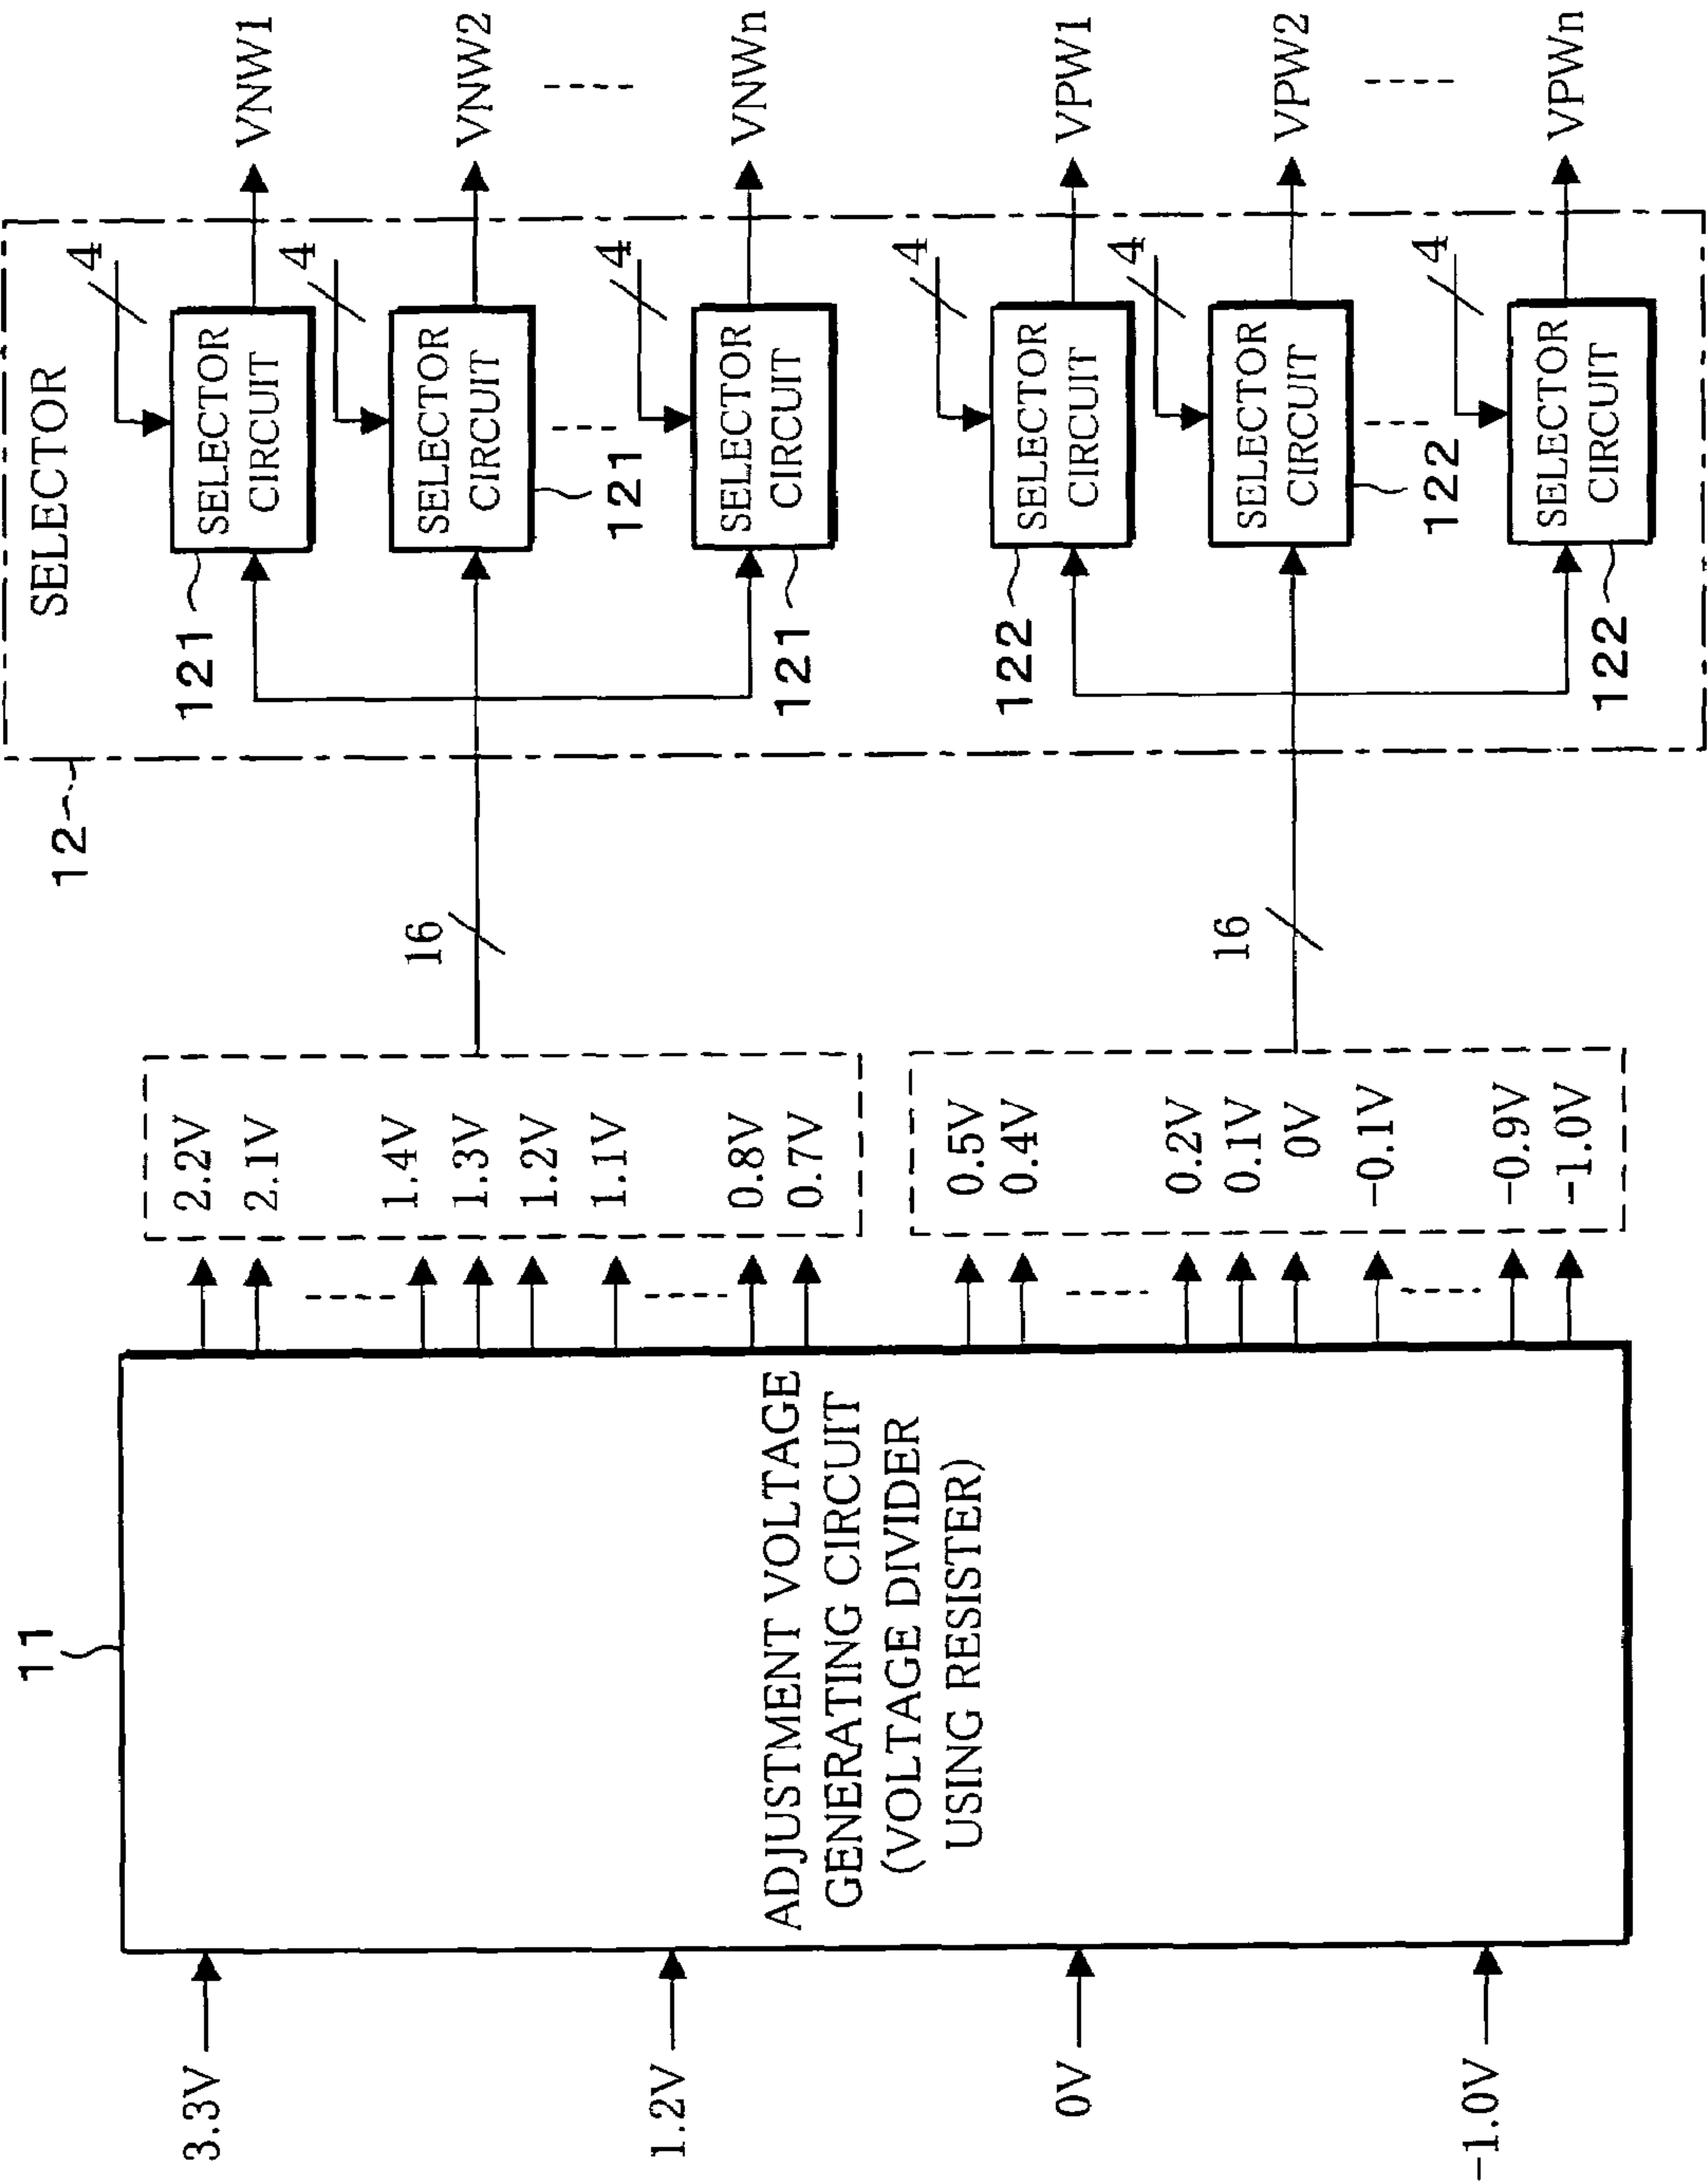 11
3.3V
1.2V
0V
-1.0V
ADJUSTMENT VOLTAGE
GENERATING CIRCUIT
(VOLTAGE DIVIDER
USING RESISTER)
2.2V
2.1V
1.4V
1.3V
1.2V
1.1V
0.8V
0.7V
0.5V
0.4V
0.2V
0.1V
0V
-0.1V
-0.9V
-1.0V
16
16
12
SELECTOR
4
SELECTOR
CIRCUIT
121
VNW1
4
SELECTOR
CIRCUIT
121
VNW2
4
SELECTOR
CIRCUIT
121
VNWn
4
SELECTOR
CIRCUIT
122
VPW1
4
SELECTOR
CIRCUIT
122
VPW2
4
SELECTOR
CIRCUIT
122
VPWn